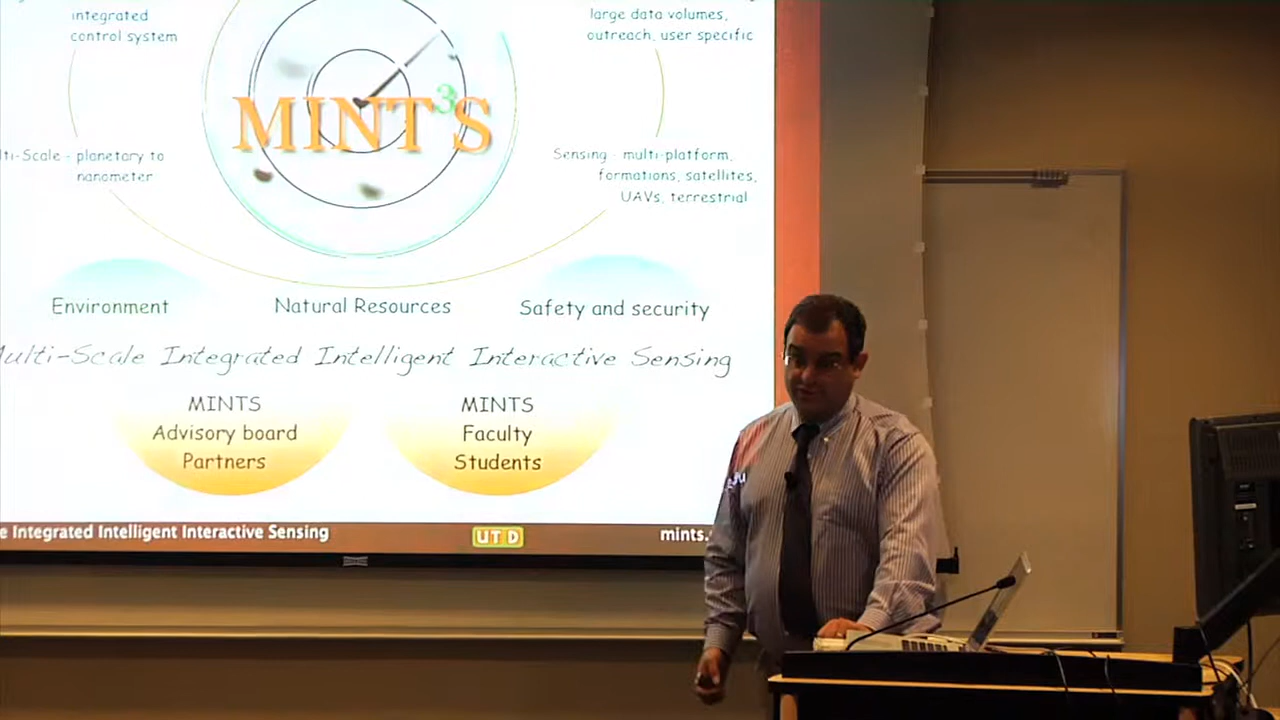 integrated
control system
large data volumes,
outreach, user specific
MINT³S
lti-Scale - planetary to
nanometer
Sensing - multi-platform,
formations, satellites,
UAVs, terrestrial
Environment
Natural Resources
Safety and security
Multi-Scale Integrated Intelligent Interactive Sensing
MINTS
Advisory board
Partners
MINTS
Faculty
Students
e Integrated Intelligent Interactive Sensing
UTD
mints.